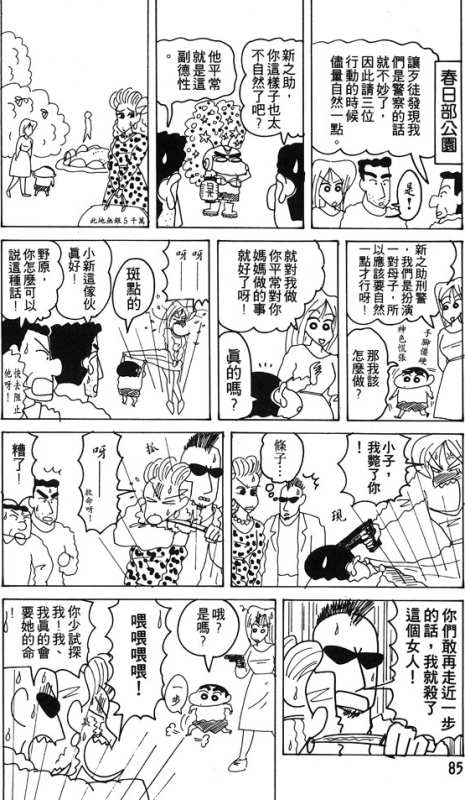 春日部公園
讓歹徒發現我
們是警察的話
就不妙了，
因此請三位
行動的時候
儘量自然一點。
是！
新之助，
你這樣子也太
不自然了吧？
他平常
就是這
副德性
此地無銀5千萬
新之助刑警
，我們是扮演
一對母子，所
以應該要自然
一點才行呀！
手腳僵硬
神色慌張
那我該
怎麼做？
就對我做
你平常對你
媽媽做的事
就好了呀！
真的嗎？
呀
呀
斑點的
小新這傢伙
真好！
野原，
你怎麼可以
說這種話！
快去阻止
他呀！
小子，
我斃了你
！
現
條子…
抵
呀
救命呀！
糟了！
你們敢再走近一步
的話，我就殺了
這個女人！
哦？
是嗎？
一步
喂喂喂喂！
你少試探
我！我、
我真的會
要她的命
！
85